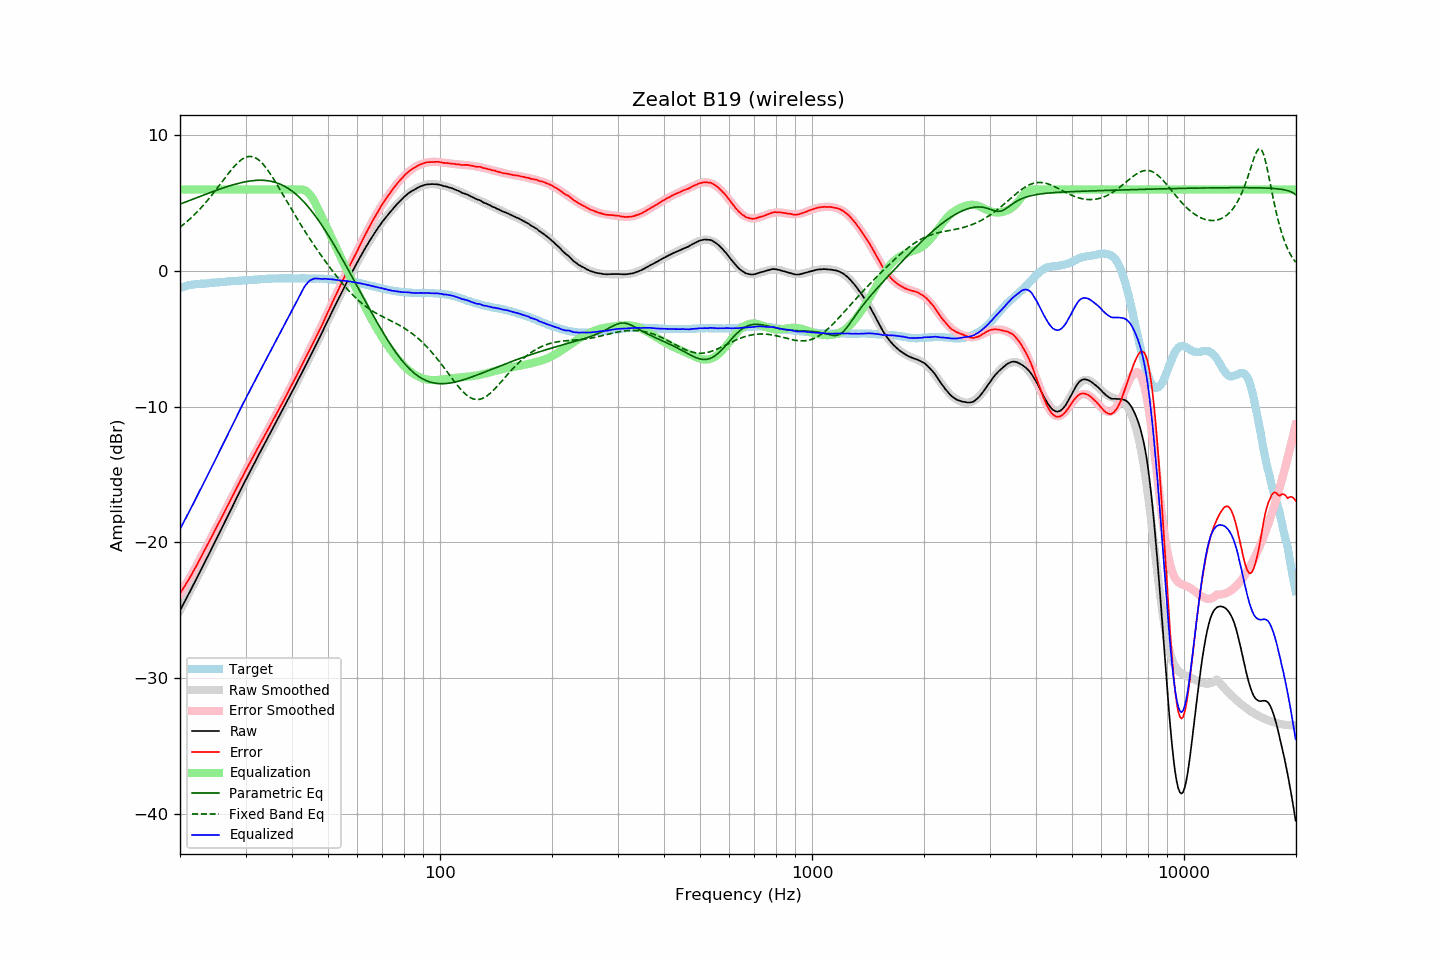 Zealot B19 (wireless)
10
0
−10
−20
−30
−40
Amplitude (dBr)
Target
Raw Smoothed
Error Smoothed
Raw
Error
Equalization
Parametric Eq
Fixed Band Eq
Equalized
100
1000
10000
Frequency (Hz)